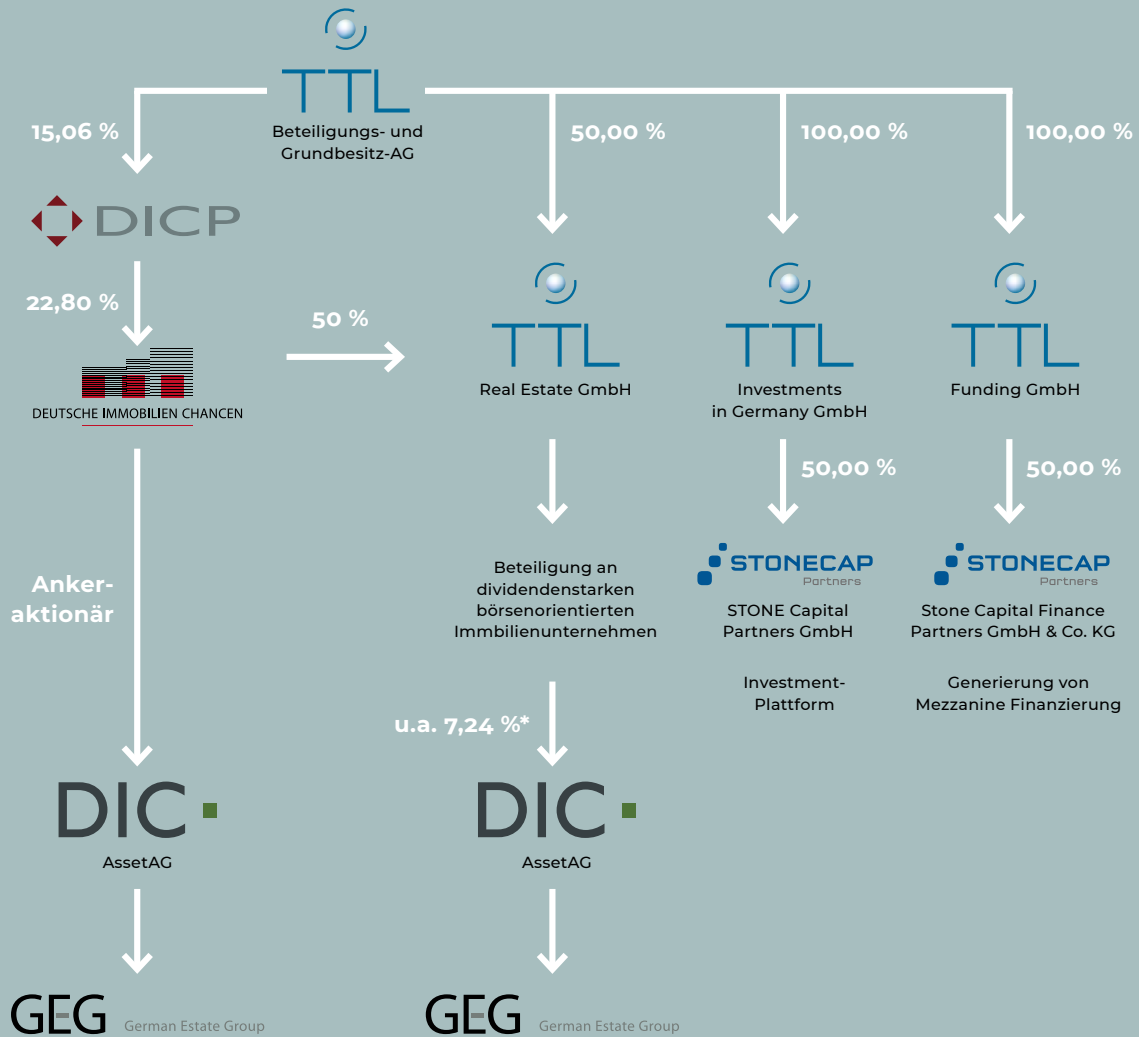 TTL
Beteiligungs- und
Grundbesitz-AG
15,06 %
50,00 %
100,00 %
100,00 %
DICP
22,80 %
50 %
DEUTSCHE IMMOBILIEN CHANCEN
TTL
Real Estate GmbH
TTL
Investments
in Germany GmbH
TTL
Funding GmbH
50,00 %
50,00 %
Anker-
aktionär
Beteiligung an
dividendenstarken
börsenorientierten
Immbilienunternehmen
STONECAP
Partners
STONE Capital
Partners GmbH
Investment-
Plattform
STONECAP
Partners
Stone Capital Finance
Partners GmbH & Co. KG
Generierung von
Mezzanine Finanzierung
u.a. 7,24 %*
DIC
AssetAG
DIC
AssetAG
GEG German Estate Group
GEG German Estate Group